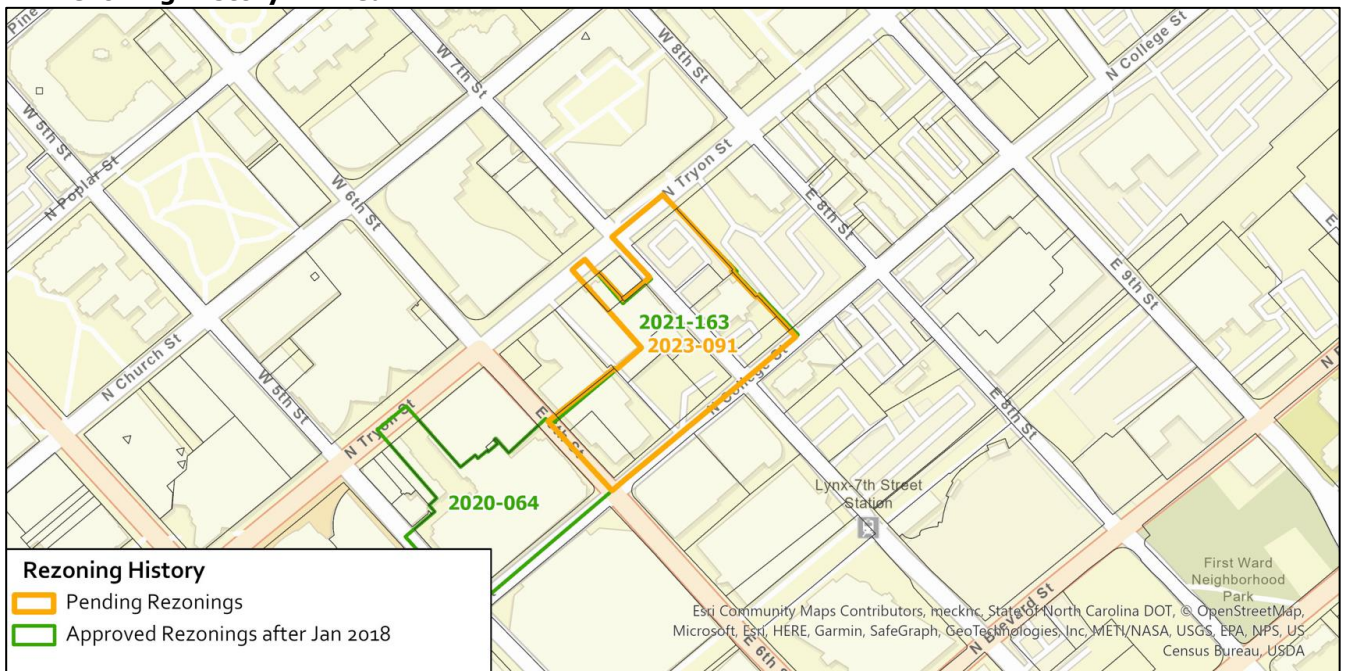 Pine
W 7th St
W 8th St
N College St
W 5th St
N Poplar St
W 6th St
N Tryon St
E 8th St
E 9th St
N Church St
W 5th St
2021-163
2023-091
N College St
N Tryon St
E 6th St
E 8th St
2020-064
Lynx-7th Street
Station
First Ward
Neighborhood
Park
N Brevard St
E 6th
Rezoning History
Pending Rezonings
Approved Rezonings after Jan 2018
Esri Community Maps Contributors, mecknc, State of North Carolina DOT, © OpenStreetMap,
Microsoft, Esri, HERE, Garmin, SafeGraph, GeoTechnologies, Inc, METI/NASA, USGS, EPA, NPS, US
Census Bureau, USDA